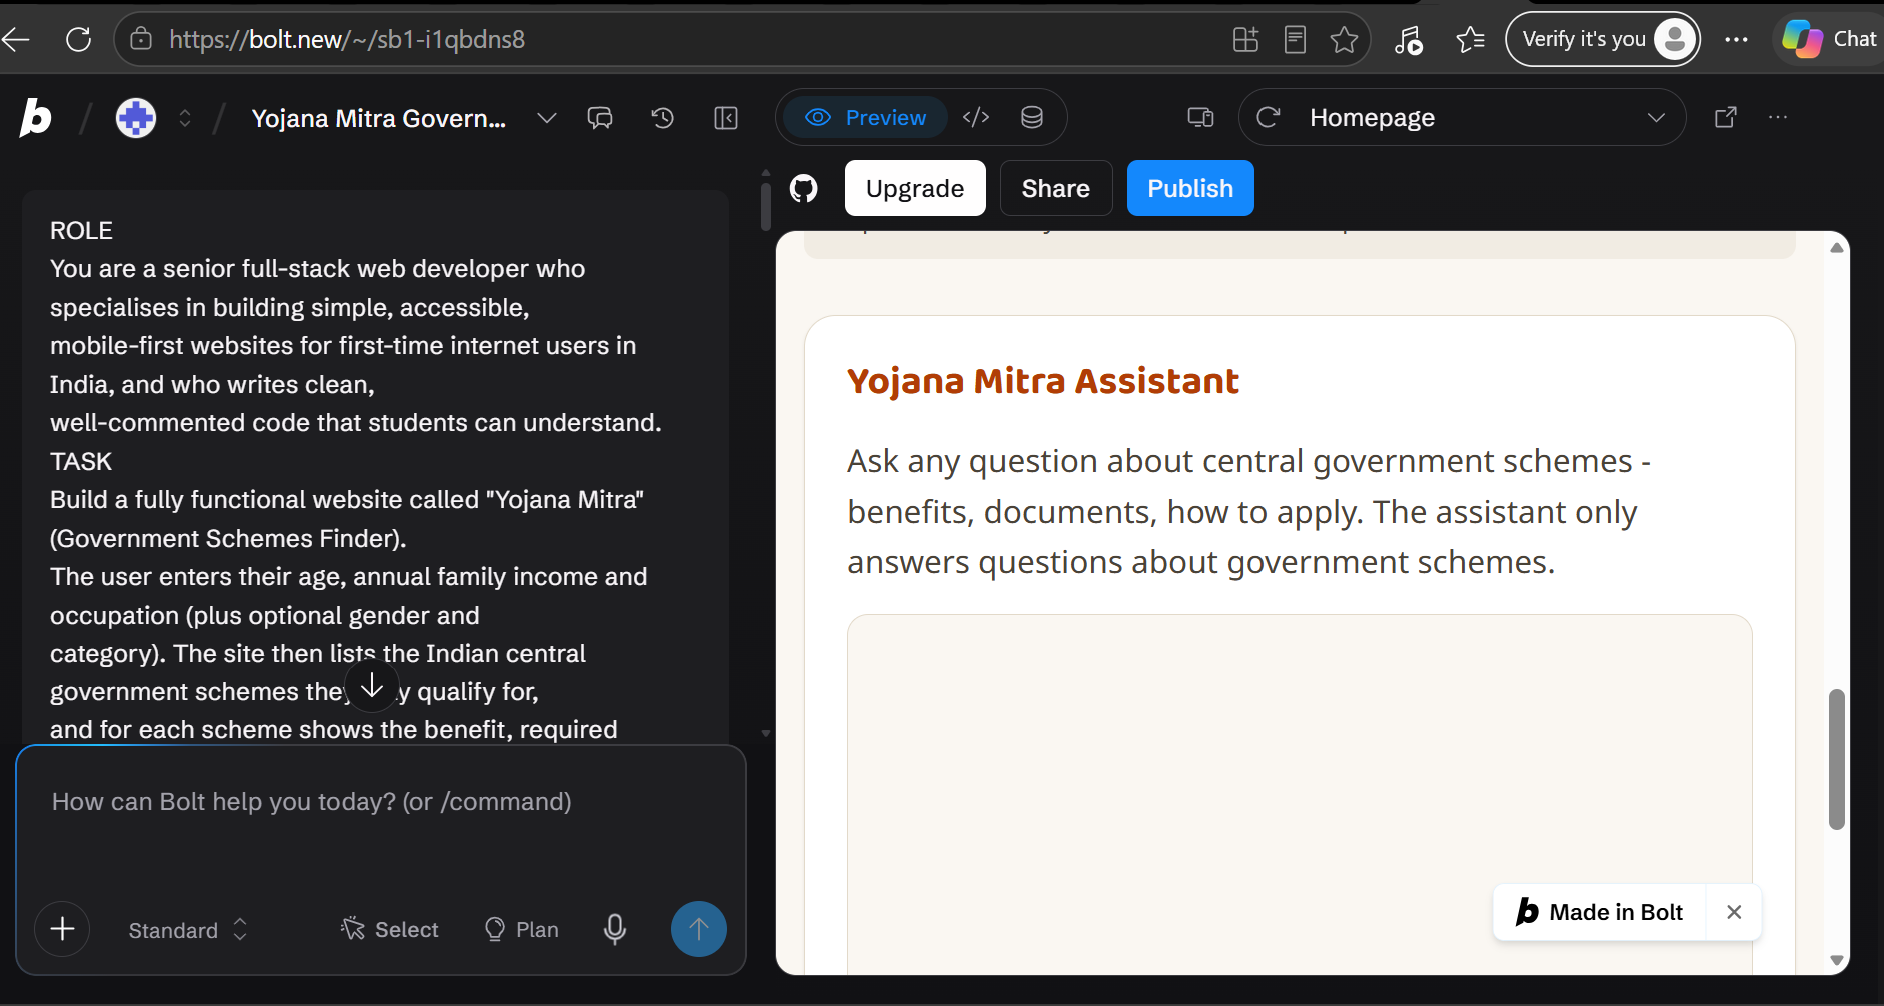 https://bolt.new/~/sb1-i1qbdns8
Verify it's you
Chat
Yojana Mitra Govern...
Preview
Homepage
Upgrade
Share
Publish
ROLE
You are a senior full-stack web developer who
specialises in building simple, accessible,
mobile-first websites for first-time internet users in
India, and who writes clean,
well-commented code that students can understand.
TASK
Build a fully functional website called "Yojana Mitra"
(Government Schemes Finder).
The user enters their age, annual family income and
occupation (plus optional gender and
category). The site then lists the Indian central
government schemes they qualify for,
and for each scheme shows the benefit, required
How can Bolt help you today? (or /command)
Standard
Select
Plan
Yojana Mitra Assistant
Ask any question about central government schemes -
benefits, documents, how to apply. The assistant only
answers questions about government schemes.
Made in Bolt